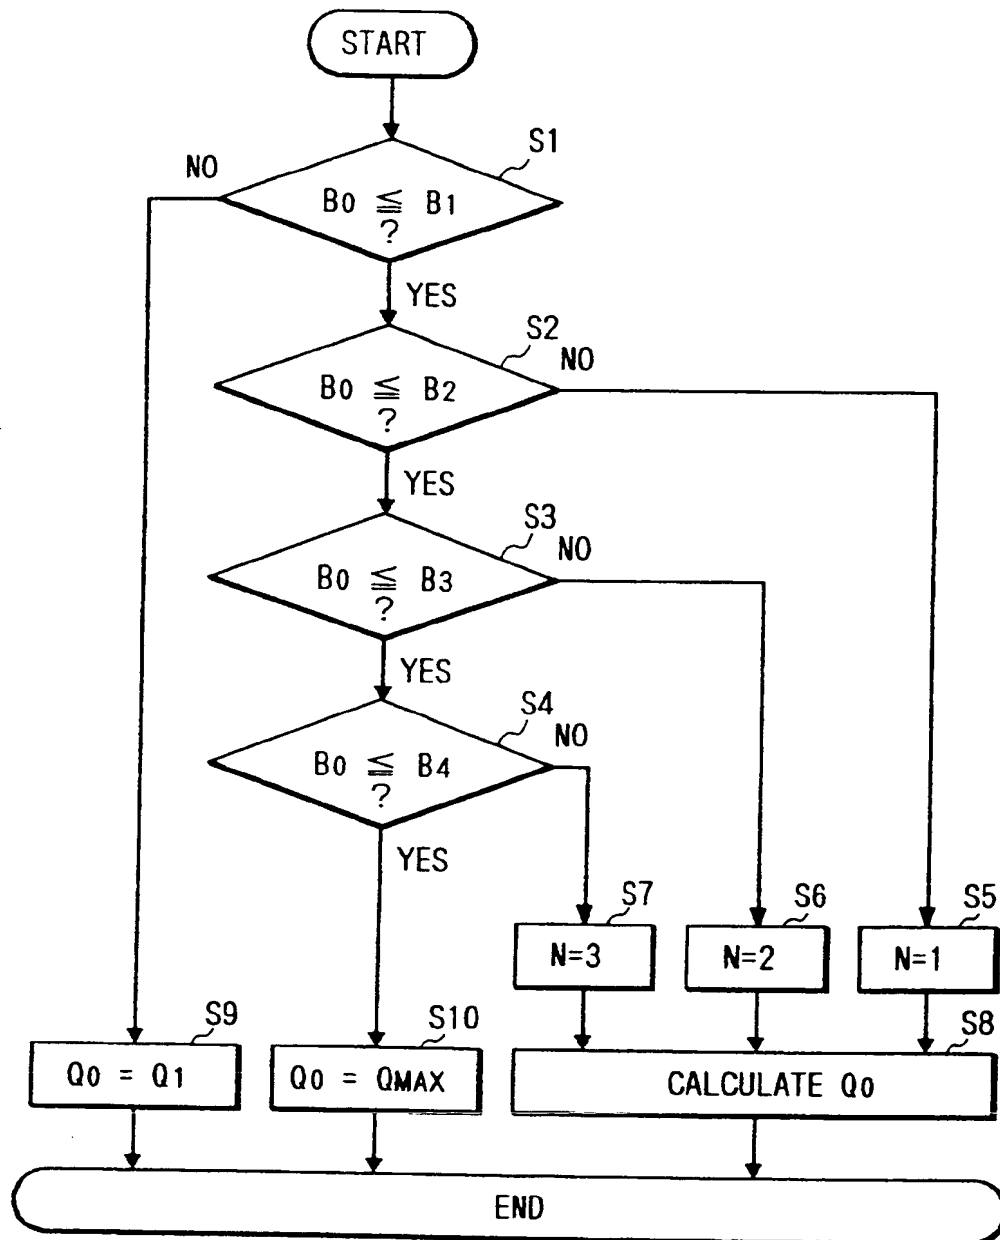 START
S1
NO
B0 ≦ B1
?
YES
S2
NO
B0 ≦ B2
?
YES
S3
NO
B0 ≦ B3
?
YES
S4
NO
B0 ≦ B4
?
YES
S7
S6
S5
N=3
N=2
N=1
S9
S10
S8
Q0 = Q1
Q0 = QMAX
CALCULATE Q0
END